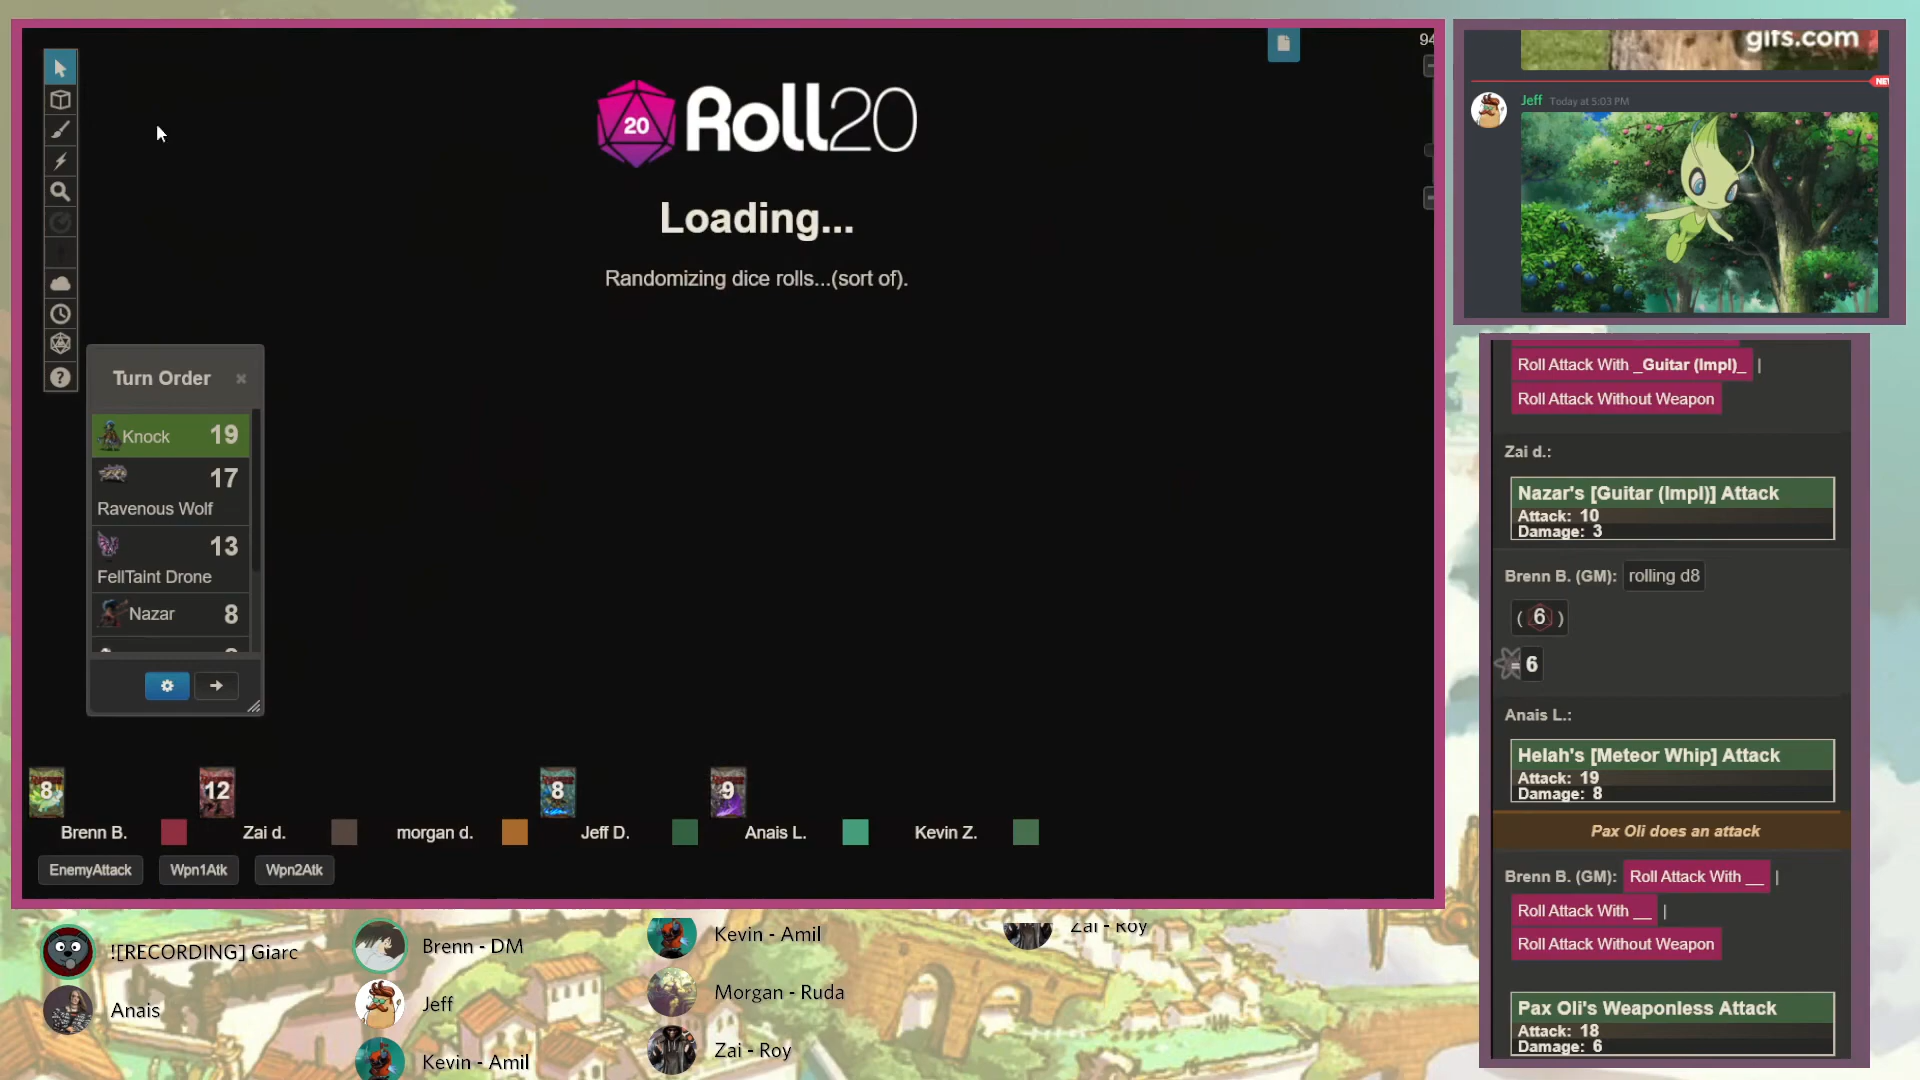 20
Roll20
Loading...
Randomizing dice rolls...(sort of).
94
Turn Order
Knock 19
17
Ravenous Wolf
13
FellTaint Drone
Nazar 8
8
12
8
9
Brenn B.
Zai d.
morgan d.
Jeff D.
Anais L.
Kevin Z.
EnemyAttack
Wpn1Atk
Wpn2Atk
![RECORDING] Giarc
Anais
Brenn - DM
Jeff
Kevin - Amil
Kevin - Amil
Morgan - Ruda
Zai - Roy
Zai - Roy
gifs.com
Jeff Today at 5:03 PM
Roll Attack With _Guitar (Impl)_ |
Roll Attack Without Weapon
Zai d.:
Nazar's [Guitar (Impl)] Attack
Attack: 10
Damage: 3
Brenn B. (GM): rolling d8
( 6 )
= 6
Anais L.:
Helah's [Meteor Whip] Attack
Attack: 19
Damage: 8
Pax Oli does an attack
Brenn B. (GM): Roll Attack With __ |
Roll Attack With __ |
Roll Attack Without Weapon
Pax Oli's Weaponless Attack
Attack: 18
Damage: 6